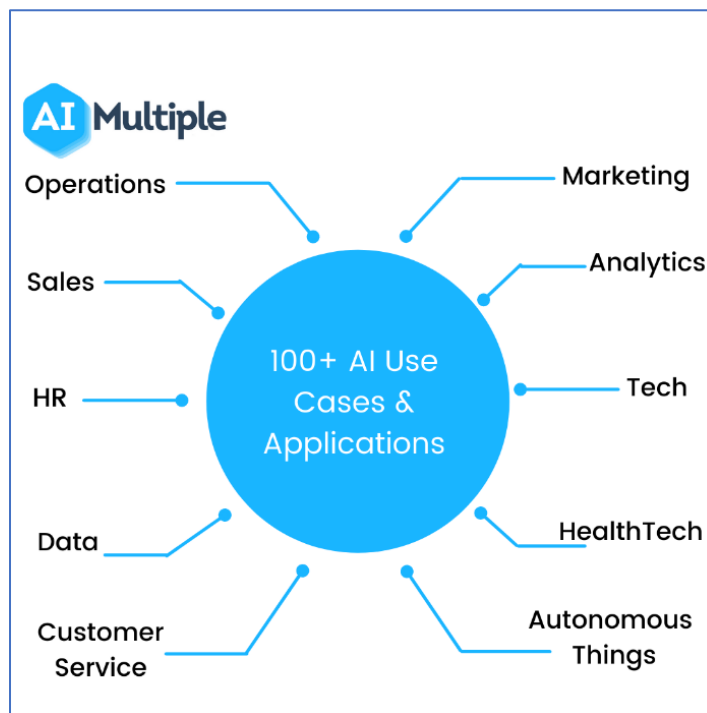 AI Multiple
Operations
Marketing
Sales
Analytics
100+ AI Use
Cases &
Applications
HR
Tech
Data
HealthTech
Customer
Service
Autonomous
Things